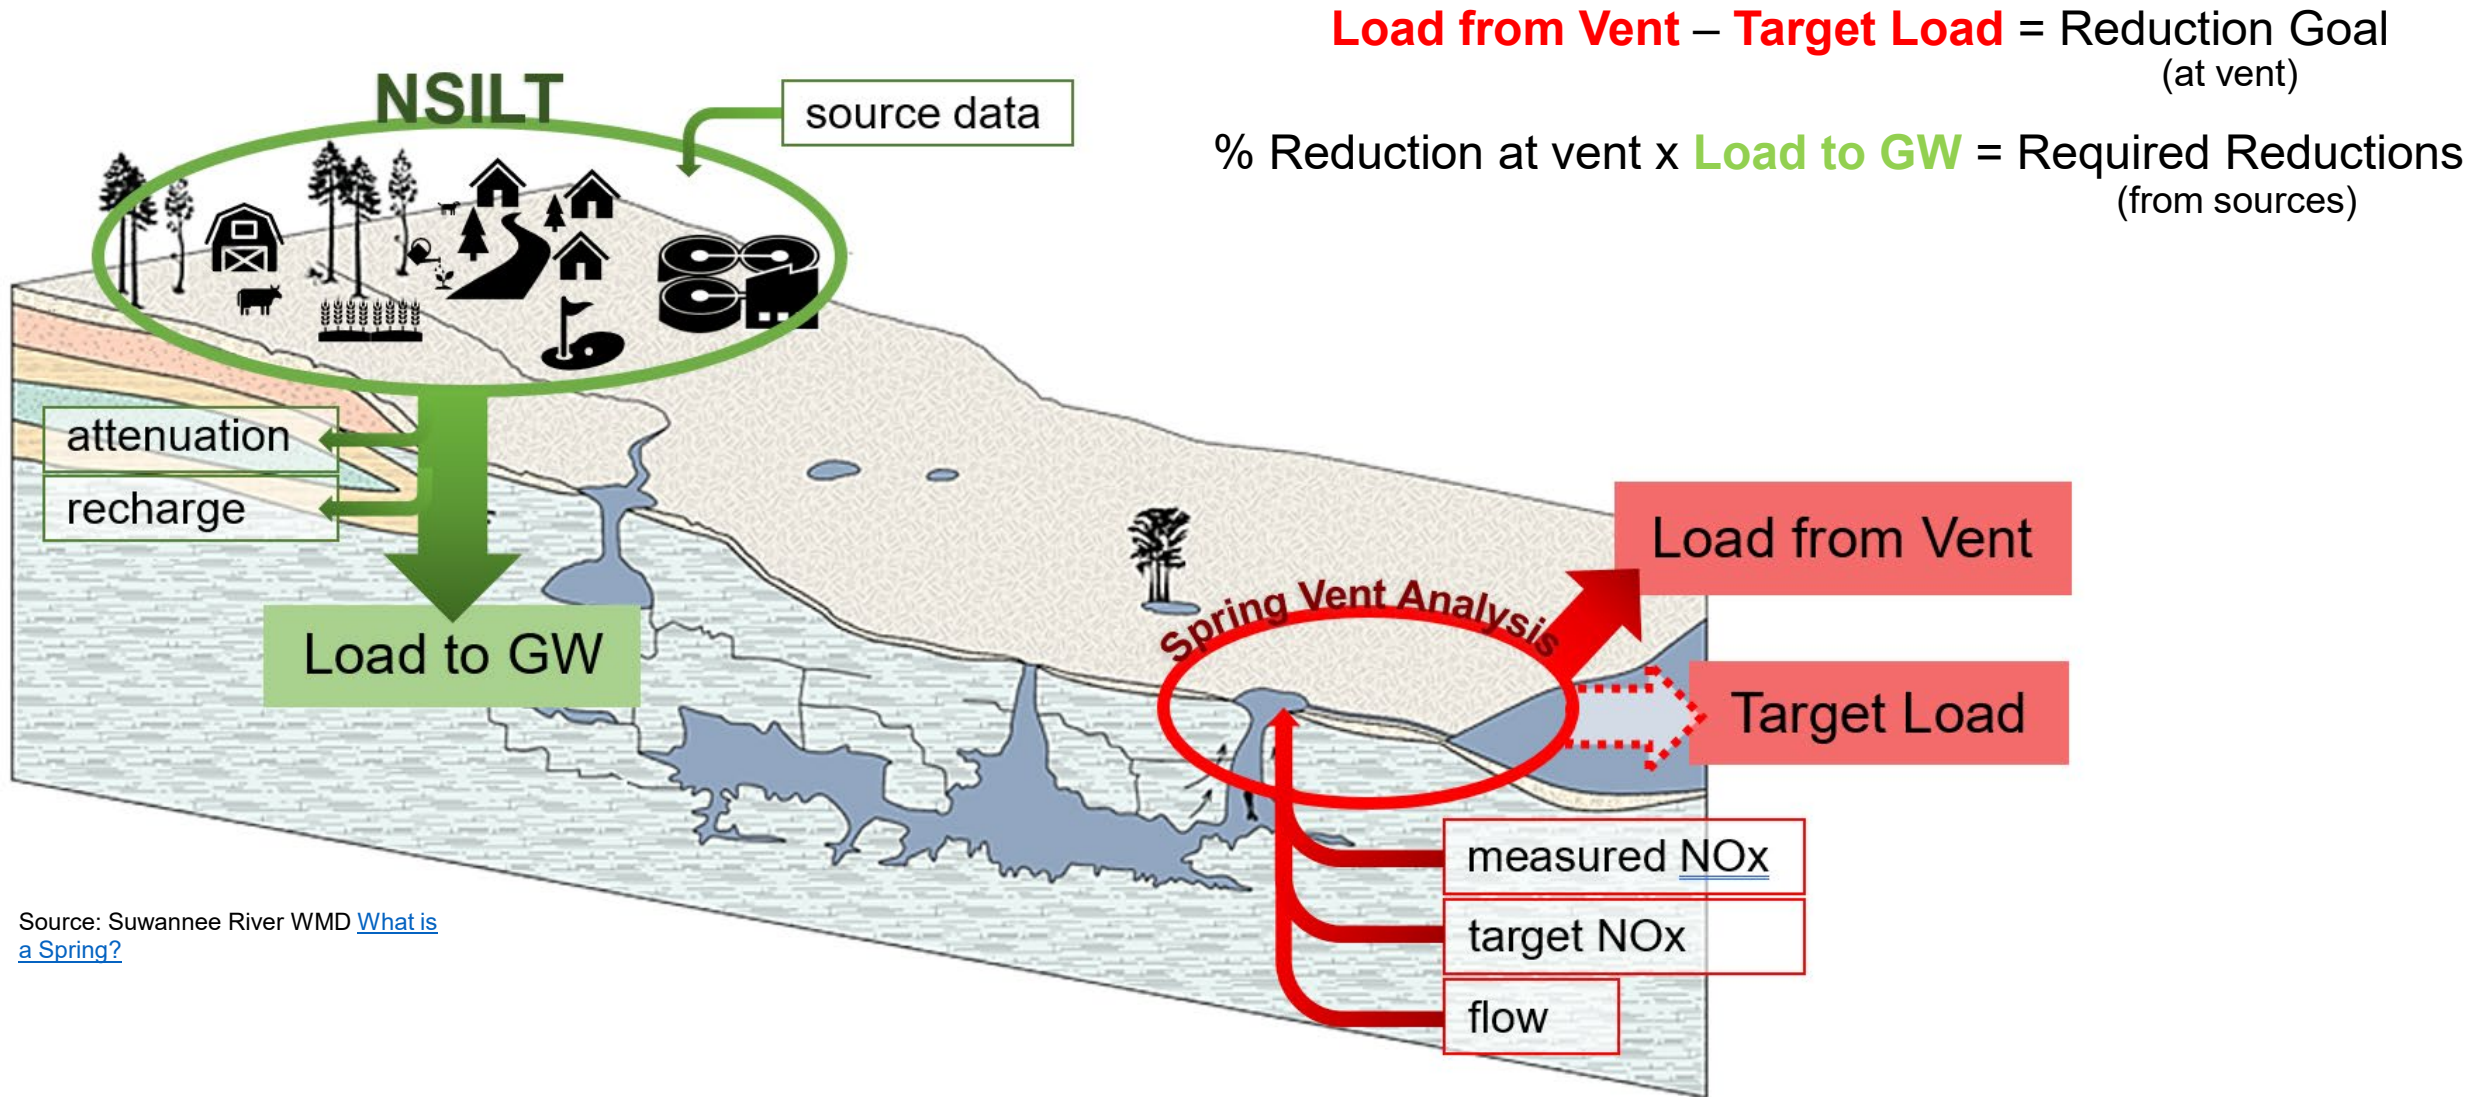 Load from Vent – Target Load = Reduction Goal
(at vent)
% Reduction at vent x Load to GW = Required Reductions
(from sources)
NSILT
source data
attenuation
recharge
Load to GW
Spring Vent Analysis
Load from Vent
Target Load
measured NOx
target NOx
flow
Source: Suwannee River WMD What is
a Spring?